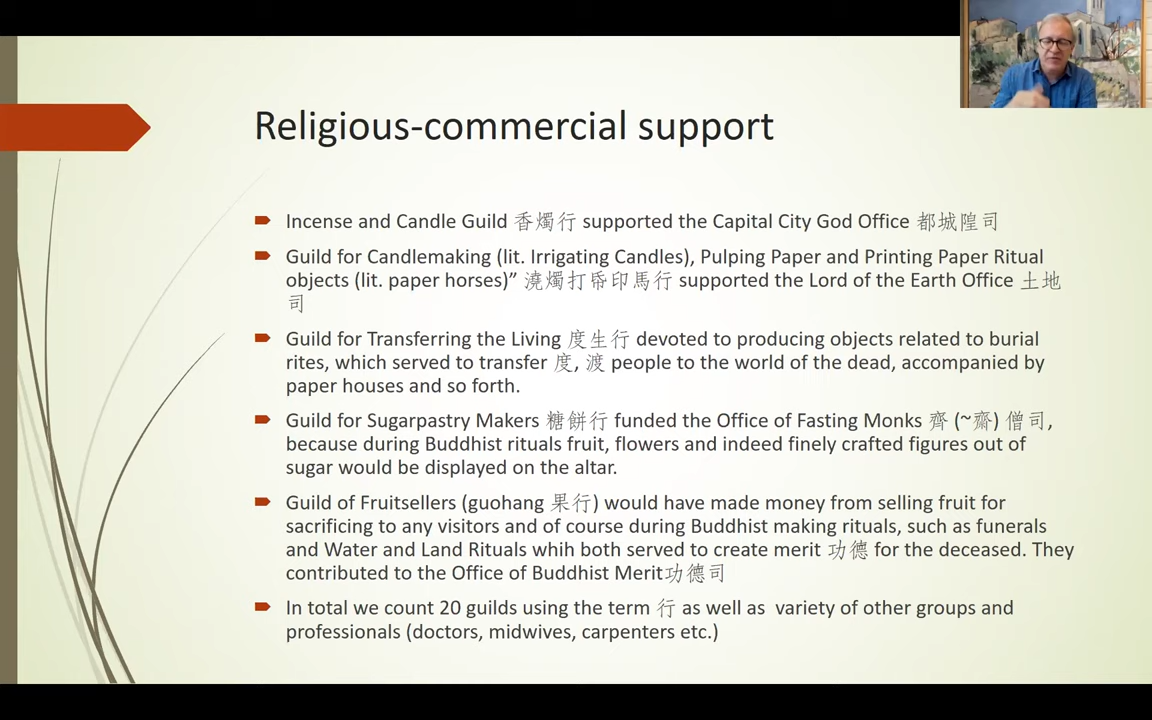 Religious-commercial support
Incense and Candle Guild 香燭行 supported the Capital City God Office 都城隍司
Guild for Candlemaking (lit. Irrigating Candles), Pulping Paper and Printing Paper Ritual
objects (lit. paper horses)” 澆燭打帋印馬行 supported the Lord of the Earth Office 土地
司
Guild for Transferring the Living 度生行 devoted to producing objects related to burial
rites, which served to transfer 度, 渡 people to the world of the dead, accompanied by
paper houses and so forth.
Guild for Sugarpastry Makers 糖餅行 funded the Office of Fasting Monks 齊 (~齋) 僧司,
because during Buddhist rituals fruit, flowers and indeed finely crafted figures out of
sugar would be displayed on the altar.
Guild of Fruitsellers (guohang 果行) would have made money from selling fruit for
sacrificing to any visitors and of course during Buddhist making rituals, such as funerals
and Water and Land Rituals whih both served to create merit 功德 for the deceased. They
contributed to the Office of Buddhist Merit功德司
In total we count 20 guilds using the term 行 as well as  variety of other groups and
professionals (doctors, midwives, carpenters etc.)